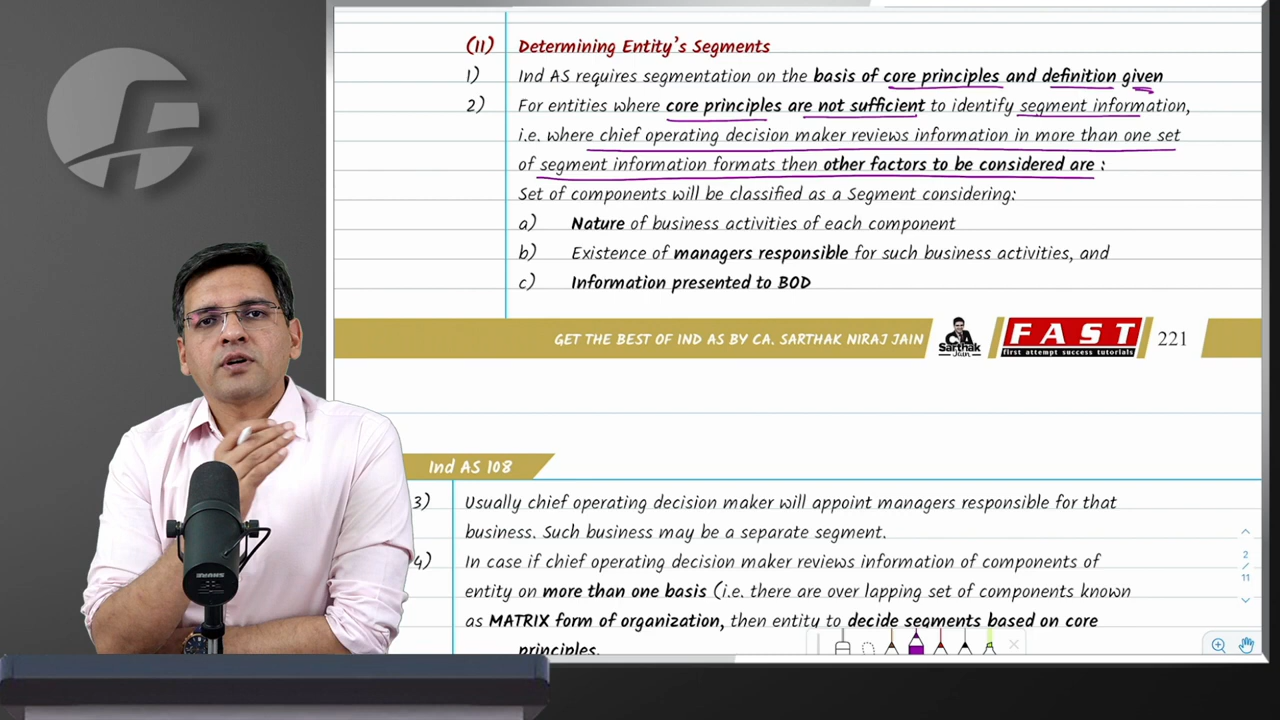 (II) Determining Entity's Segments
1) Ind AS requires segmentation on the basis of core principles and definition given
2) For entities where core principles are not sufficient to identify segment information,
i.e. where chief operating decision maker reviews information in more than one set
of segment information formats then other factors to be considered are :
Set of components will be classified as a Segment considering:
a) Nature of business activities of each component
b) Existence of managers responsible for such business activities, and
c) Information presented to BOD
GET THE BEST OF IND AS BY CA. SARTHAK NIRAJ JAIN
CA
Sarthak
Jain
FAST
first attempt success tutorials
221
Ind AS 108
3) Usually chief operating decision maker will appoint managers responsible for that
business. Such business may be a separate segment.
4) In case if chief operating decision maker reviews information of components of
entity on more than one basis (i.e. there are over lapping set of components known
as MATRIX form of organization, then entity to decide segments based on core
principles.
2
/
11